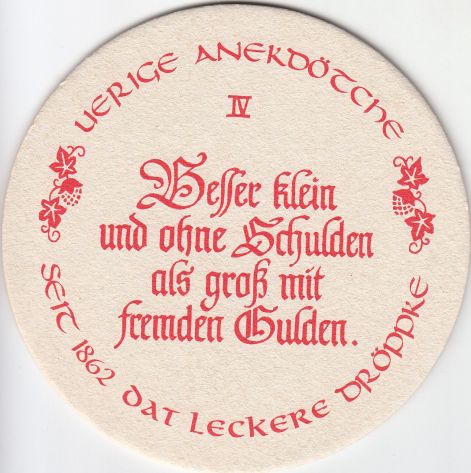 UERIGE ANEKDÖTCHE
IV
Besser klein
und ohne Schulden
als groß mit
fremden Gulden.
SEIT 1862 DAT LECKERE DRÖPPKE